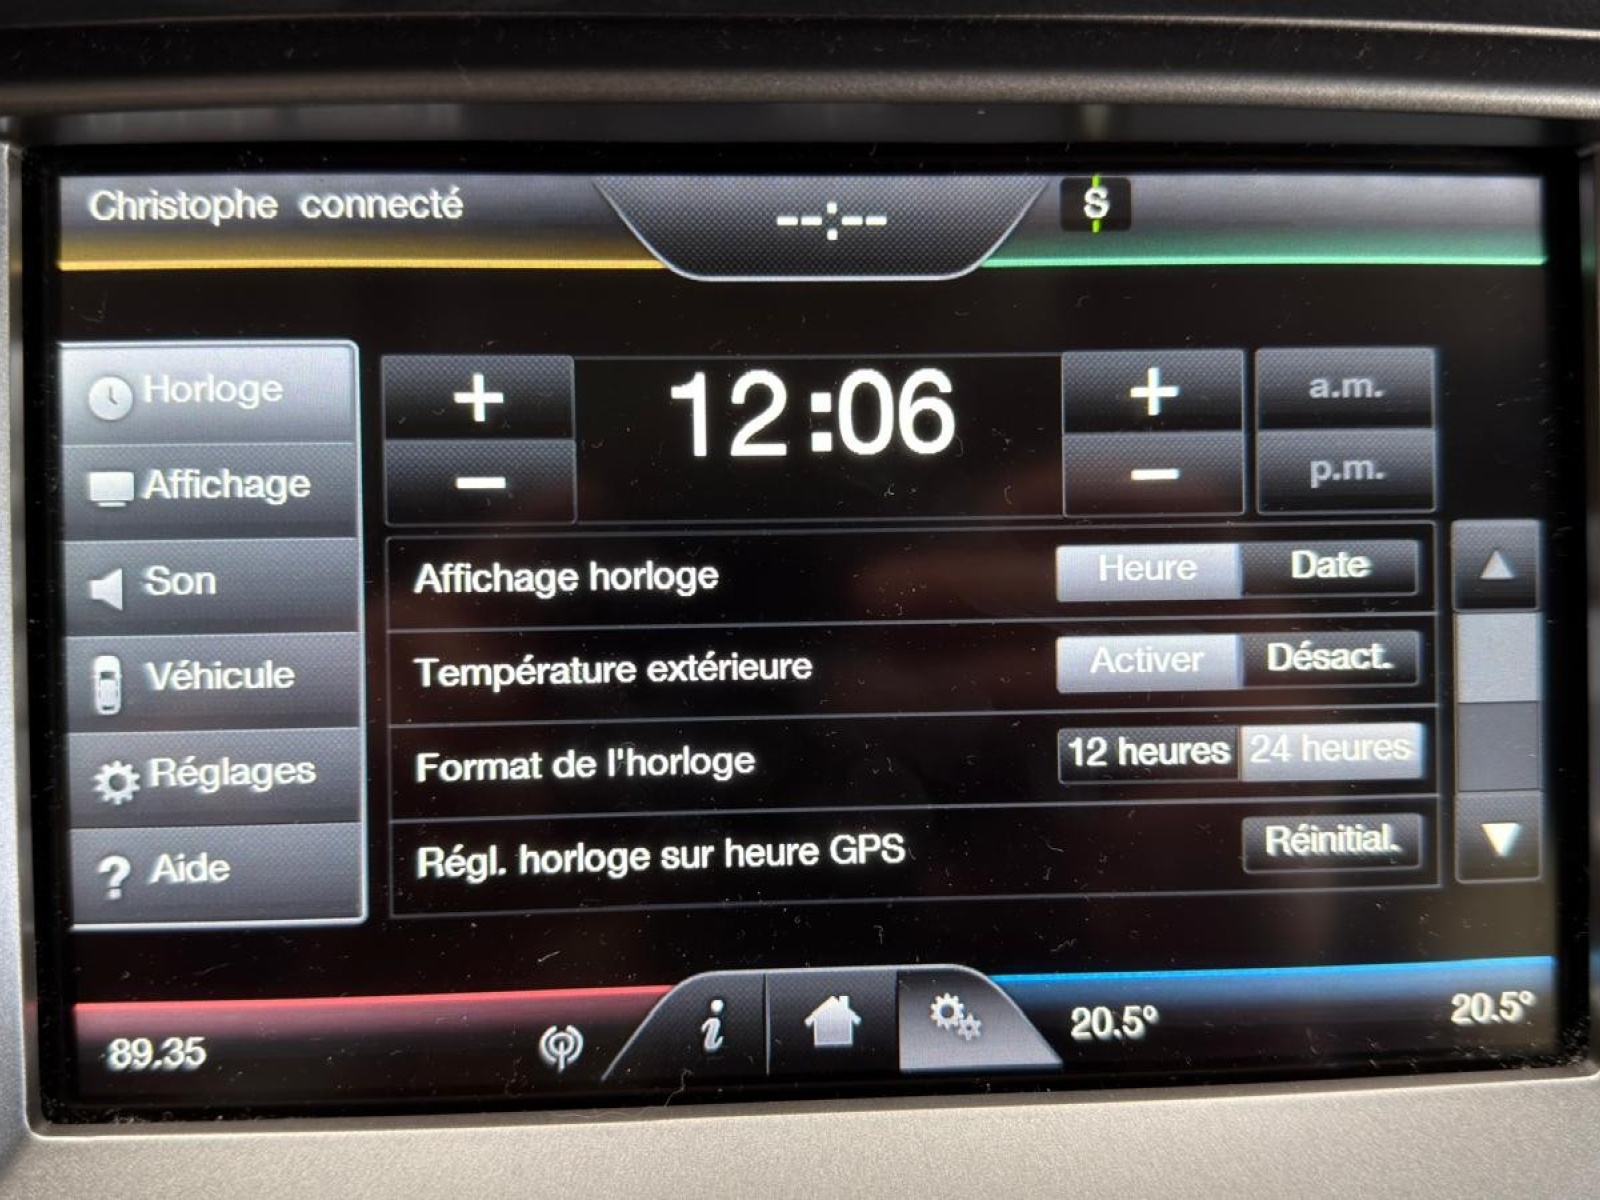 Christophe connecté
--:--
S
Horloge
Affichage
Son
Véhicule
Réglages
Aide
+
12:06
+
a.m.
−
−
p.m.
Affichage horloge Heure Date
Température extérieure Activer Désact.
Format de l'horloge 12 heures 24 heures
Régl. horloge sur heure GPS Réinitial.
89.35
i
20.5°
20.5°